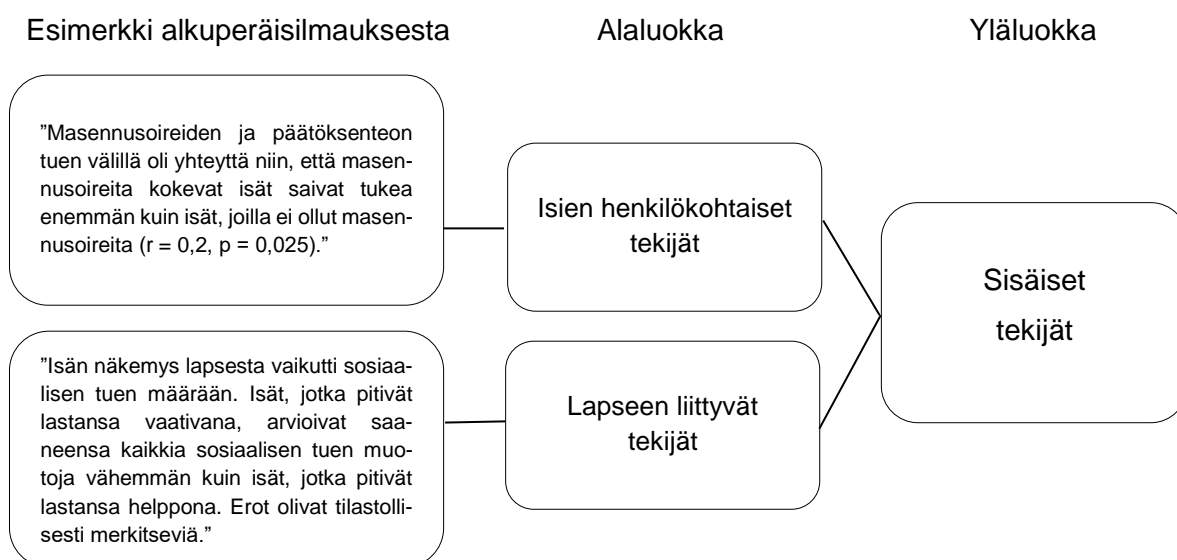 Esimerkki alkuperäisilmauksesta
Alaluokka
Yläluokka
”Masennusoireiden ja päätöksenteon
tuen välillä oli yhteyttä niin, että masen-
nusoireita kokevat isät saivat tukea
enemmän kuin isät, joilla ei ollut masen-
nusoireita (r = 0,2, p = 0,025).”
Isien henkilökohtaiset
tekijät
Sisäiset
tekijät
”Isän näkemys lapsesta vaikutti sosiaa-
lisen tuen määrään. Isät, jotka pitivät
lastansa vaativana, arvioivat saa-
neensa kaikkia sosiaalisen tuen muo-
toja vähemmän kuin isät, jotka pitivät
lastansa helppona. Erot olivat tilastolli-
sesti merkitseviä.”
Lapseen liittyvät
tekijät